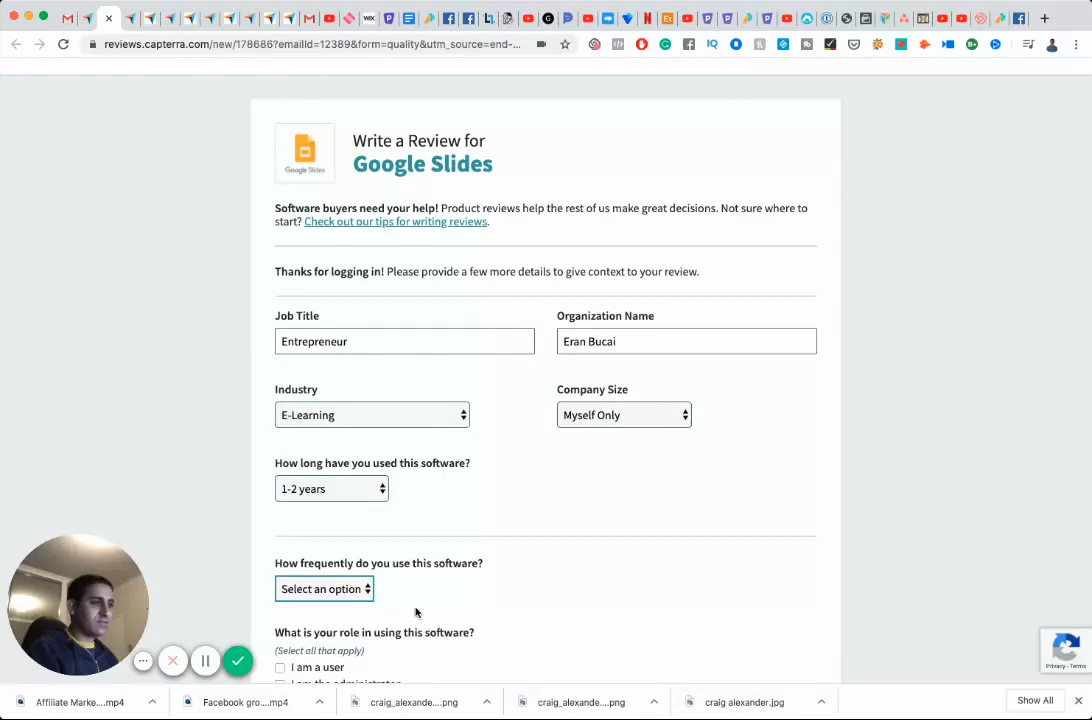 reviews.capterra.com/new/178686?emailId=12389&form=quality&utm_source=end-...
Google Slides
Write a Review for
Google Slides
Software buyers need your help! Product reviews help the rest of us make great decisions. Not sure where to
start? Check out our tips for writing reviews.
Thanks for logging in! Please provide a few more details to give context to your review.
Job Title
Organization Name
Entrepreneur
Eran Bucai
Industry
Company Size
E-Learning
Myself Only
How long have you used this software?
1-2 years
How frequently do you use this software?
Select an option
What is your role in using this software?
(Select all that apply)
I am a user
I am the administrator
Privacy - Terms
Affiliate Marke....mp4
Facebook gro....mp4
craig_alexande....png
craig_alexande....png
craig alexander.jpg
Show All